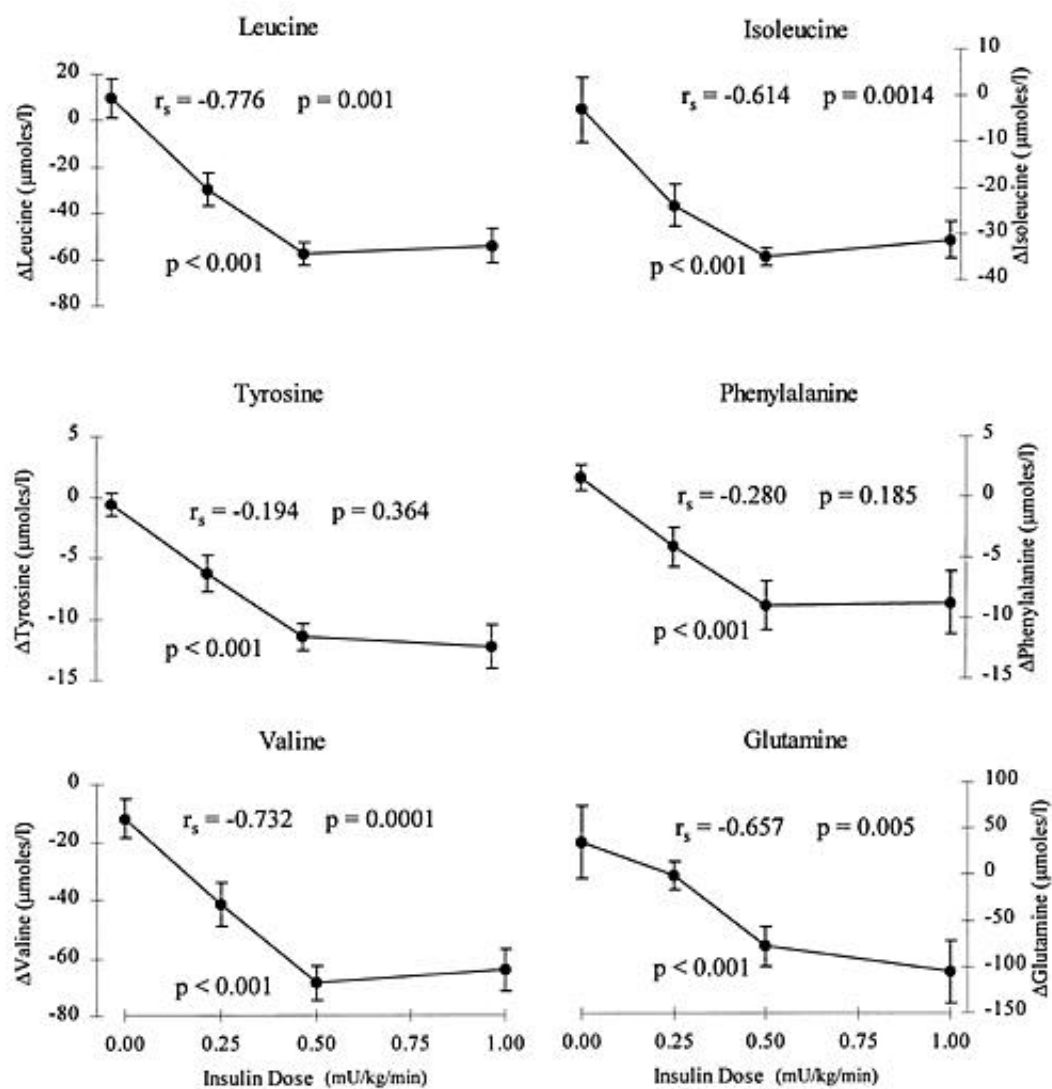 Leucine
20
0
-20
-40
-60
-80
ΔLeucine (μmoles/l)
rs = -0.776 p = 0.001
p < 0.001
Isoleucine
10
0
-10
-20
-30
-40
ΔIsoleucine (μmoles/l)
rs = -0.614 p = 0.0014
p < 0.001
Tyrosine
5
0
-5
-10
-15
ΔTyrosine (μmoles/l)
rs = -0.194 p = 0.364
p < 0.001
Phenylalanine
5
0
-5
-10
-15
ΔPhenylalanine (μmoles/l)
rs = -0.280 p = 0.185
p < 0.001
Valine
0
-20
-40
-60
-80
ΔValine (μmoles/l)
rs = -0.732 p = 0.0001
p < 0.001
0.00 0.25 0.50 0.75 1.00
Insulin Dose (mU/kg/min)
Glutamine
100
50
0
-50
-100
-150
ΔGlutamine (μmoles/l)
rs = -0.657 p = 0.005
p < 0.001
0.00 0.25 0.50 0.75 1.00
Insulin Dose (mU/kg/min)